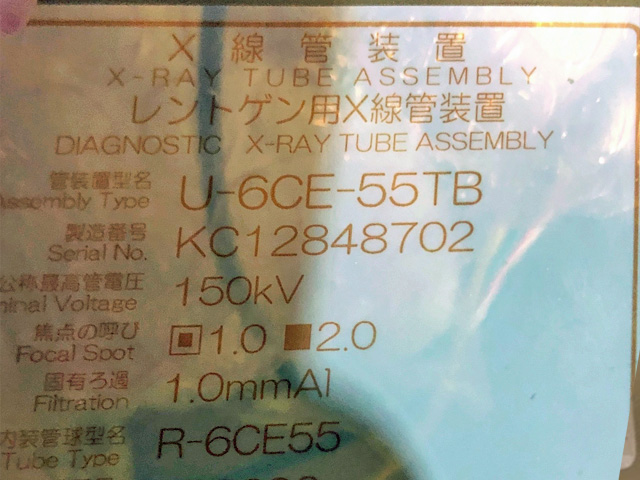 X線管装置
X-RAY TUBE ASSEMBLY
レントゲン用X線管装置
DIAGNOSTIC X-RAY TUBE ASSEMBLY
管装置型名 U-6CE-55TB
Assembly Type
製造番号 KC12848702
Serial No.
公称最高管電圧 150kV
minal Voltage
焦点の呼び ▣1.0 ■2.0
Focal Spot
固有ろ過 1.0mmAl
Filtration
内装管球型名 R-6CE55
Tube Type